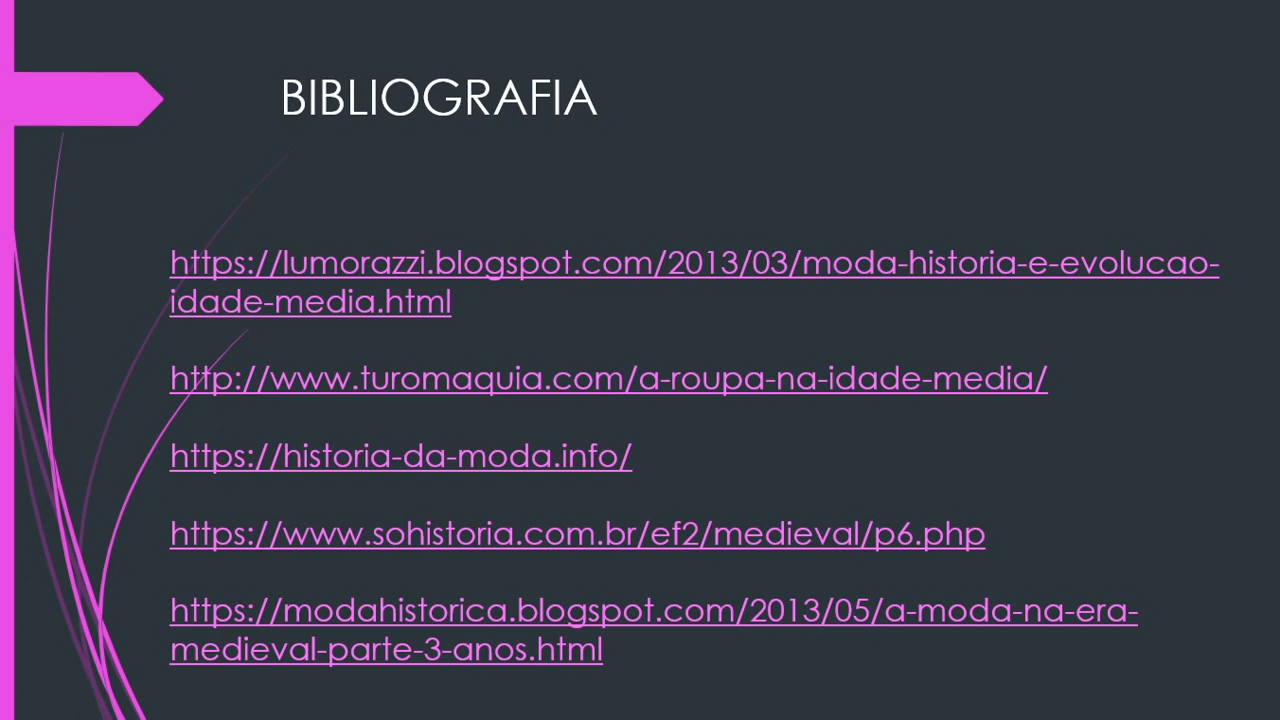 BIBLIOGRAFIA
https://lumorazzi.blogspot.com/2013/03/moda-historia-e-evolucao-
idade-media.html
http://www.turomaquia.com/a-roupa-na-idade-media/
https://historia-da-moda.info/
https://www.sohistoria.com.br/ef2/medieval/p6.php
https://modahistorica.blogspot.com/2013/05/a-moda-na-era-
medieval-parte-3-anos.html